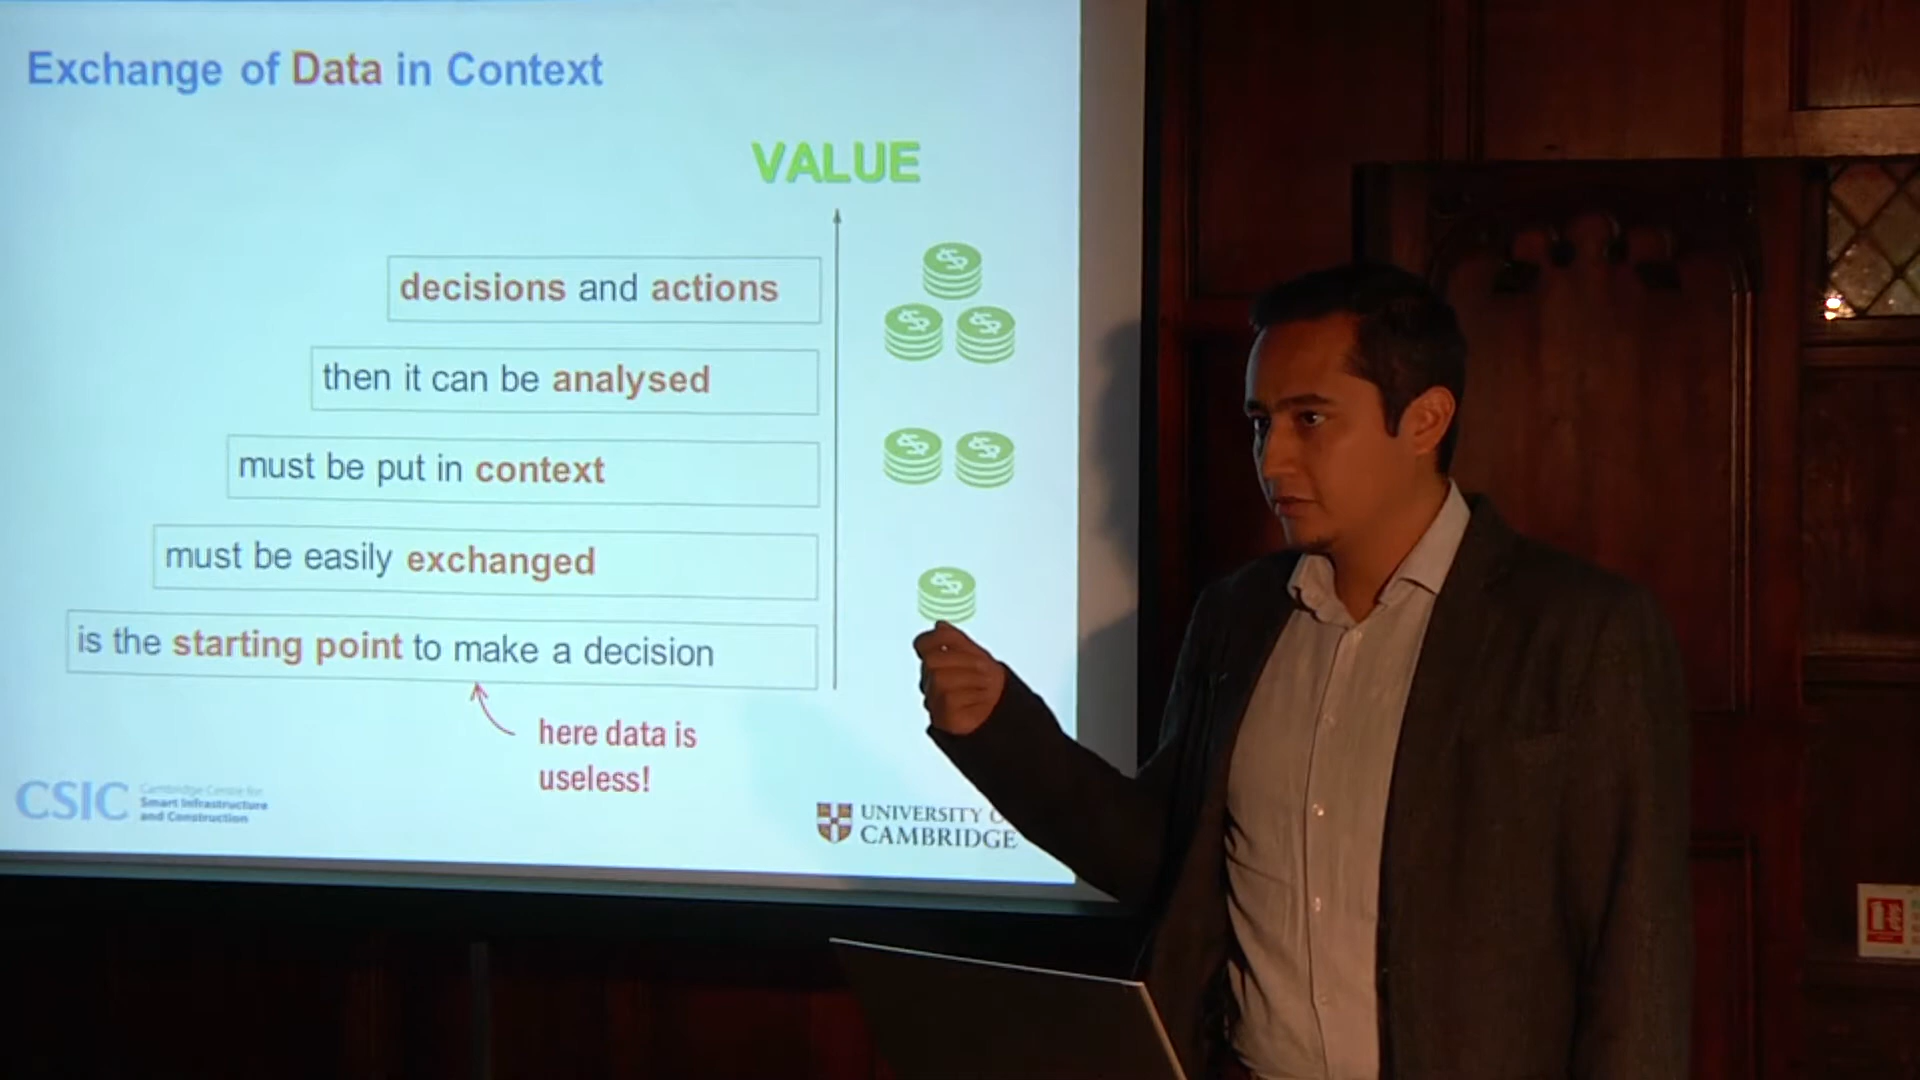 Exchange of Data in Context
VALUE
decisions and actions
then it can be analysed
must be put in context
must be easily exchanged
is the starting point to make a decision
here data is
useless!
CSIC
Cambridge Centre for
Smart Infrastructure
and Construction
UNIVERSITY
CAMBRIDGE